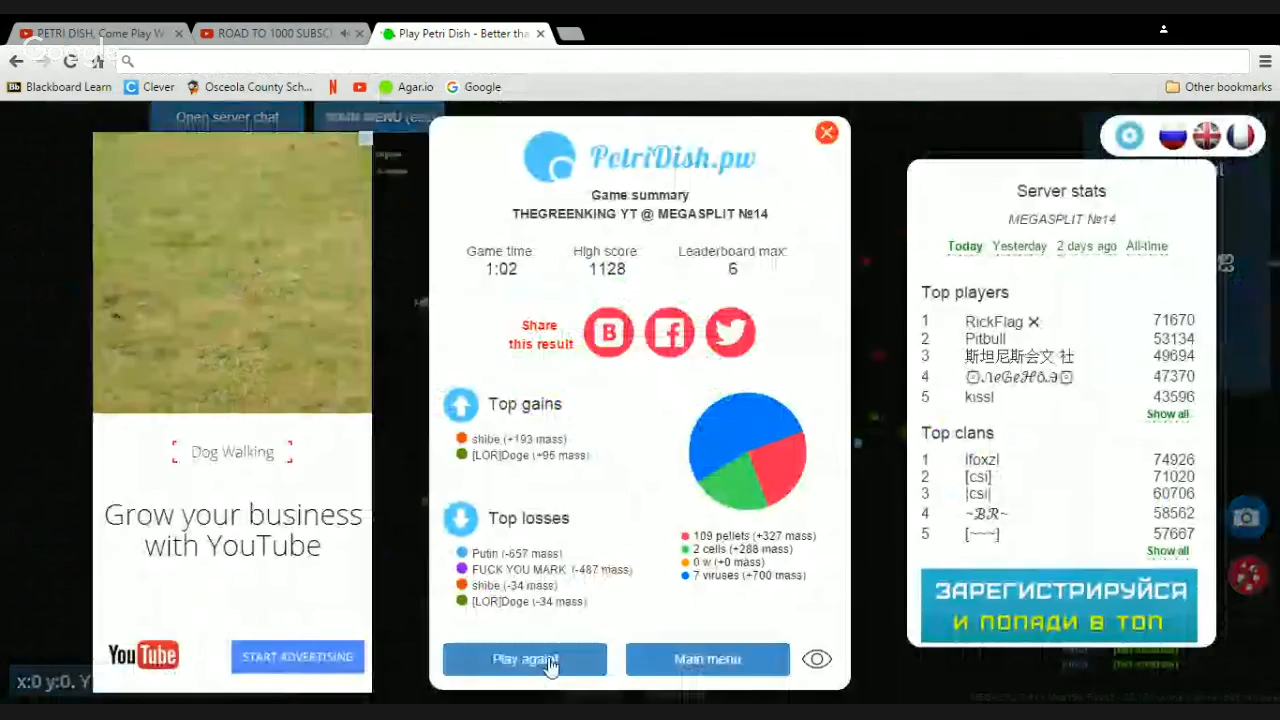 PETRI DISH, Come Play W
ROAD TO 1000 SUBSC
Play Petri Dish - Better tha
Google
Blackboard Learn
Clever
Osceola County Sch...
Agar.io
Google
Other bookmarks
Open server chat
MAIN MENU (esc)
PetriDish.pw
Game summary
THEGREENKING YT @ MEGASPLIT №14
Game time:
1:02
High score:
1128
Leaderboard max:
6
Share
this result
Top gains
shibe (+193 mass)
[LOR]Doge (+95 mass)
Top losses
Putin (-657 mass)
FUCK YOU MARK (-487 mass)
shibe (-34 mass)
[LOR]Doge (-34 mass)
109 pellets (+327 mass)
2 cells (+288 mass)
0 w (+0 mass)
7 viruses (+700 mass)
Play again!
Main menu
Dog Walking
Grow your business
with YouTube
YouTube
START ADVERTISING
x:0 y:0. Y
Server stats
MEGASPLIT №14
Today Yesterday 2 days ago All-time
Top players
1 RickFlag ✕ 71670
2 Pitbull 53134
3 斯坦尼斯会文 社 49694
4 47370
5 kissl 43596
Show all
Top clans
1 lfoxzl 74926
2 [csi] 71020
3 |csi| 60706
4 ~ℬℛ~ 58562
5 [~~~] 57667
Show all
ЗАРЕГИСТРИРУЙСЯ
И ПОПАДИ В ТОП